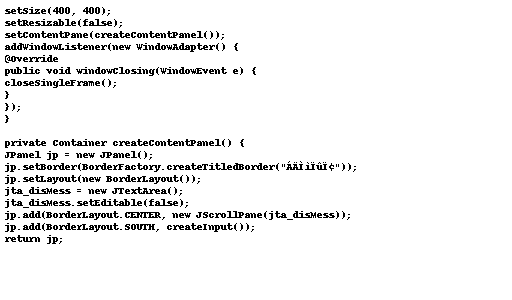 setSize(400, 400);
setResizable(false);
setContentPane(createContentPanel());
addWindowListener(new WindowAdapter() {
@Override
public void windowClosing(WindowEvent e) {
closeSingleFrame();
}
});
}

private Container createContentPanel() {
JPanel jp = new JPanel();
jp.setBorder(BorderFactory.createTitledBorder("ÁÄÌìÏûÏ¢"));
jp.setLayout(new BorderLayout());
jta_disMess = new JTextArea();
jta_disMess.setEditable(false);
jp.add(BorderLayout.CENTER, new JScrollPane(jta_disMess));
jp.add(BorderLayout.SOUTH, createInput());
return jp;